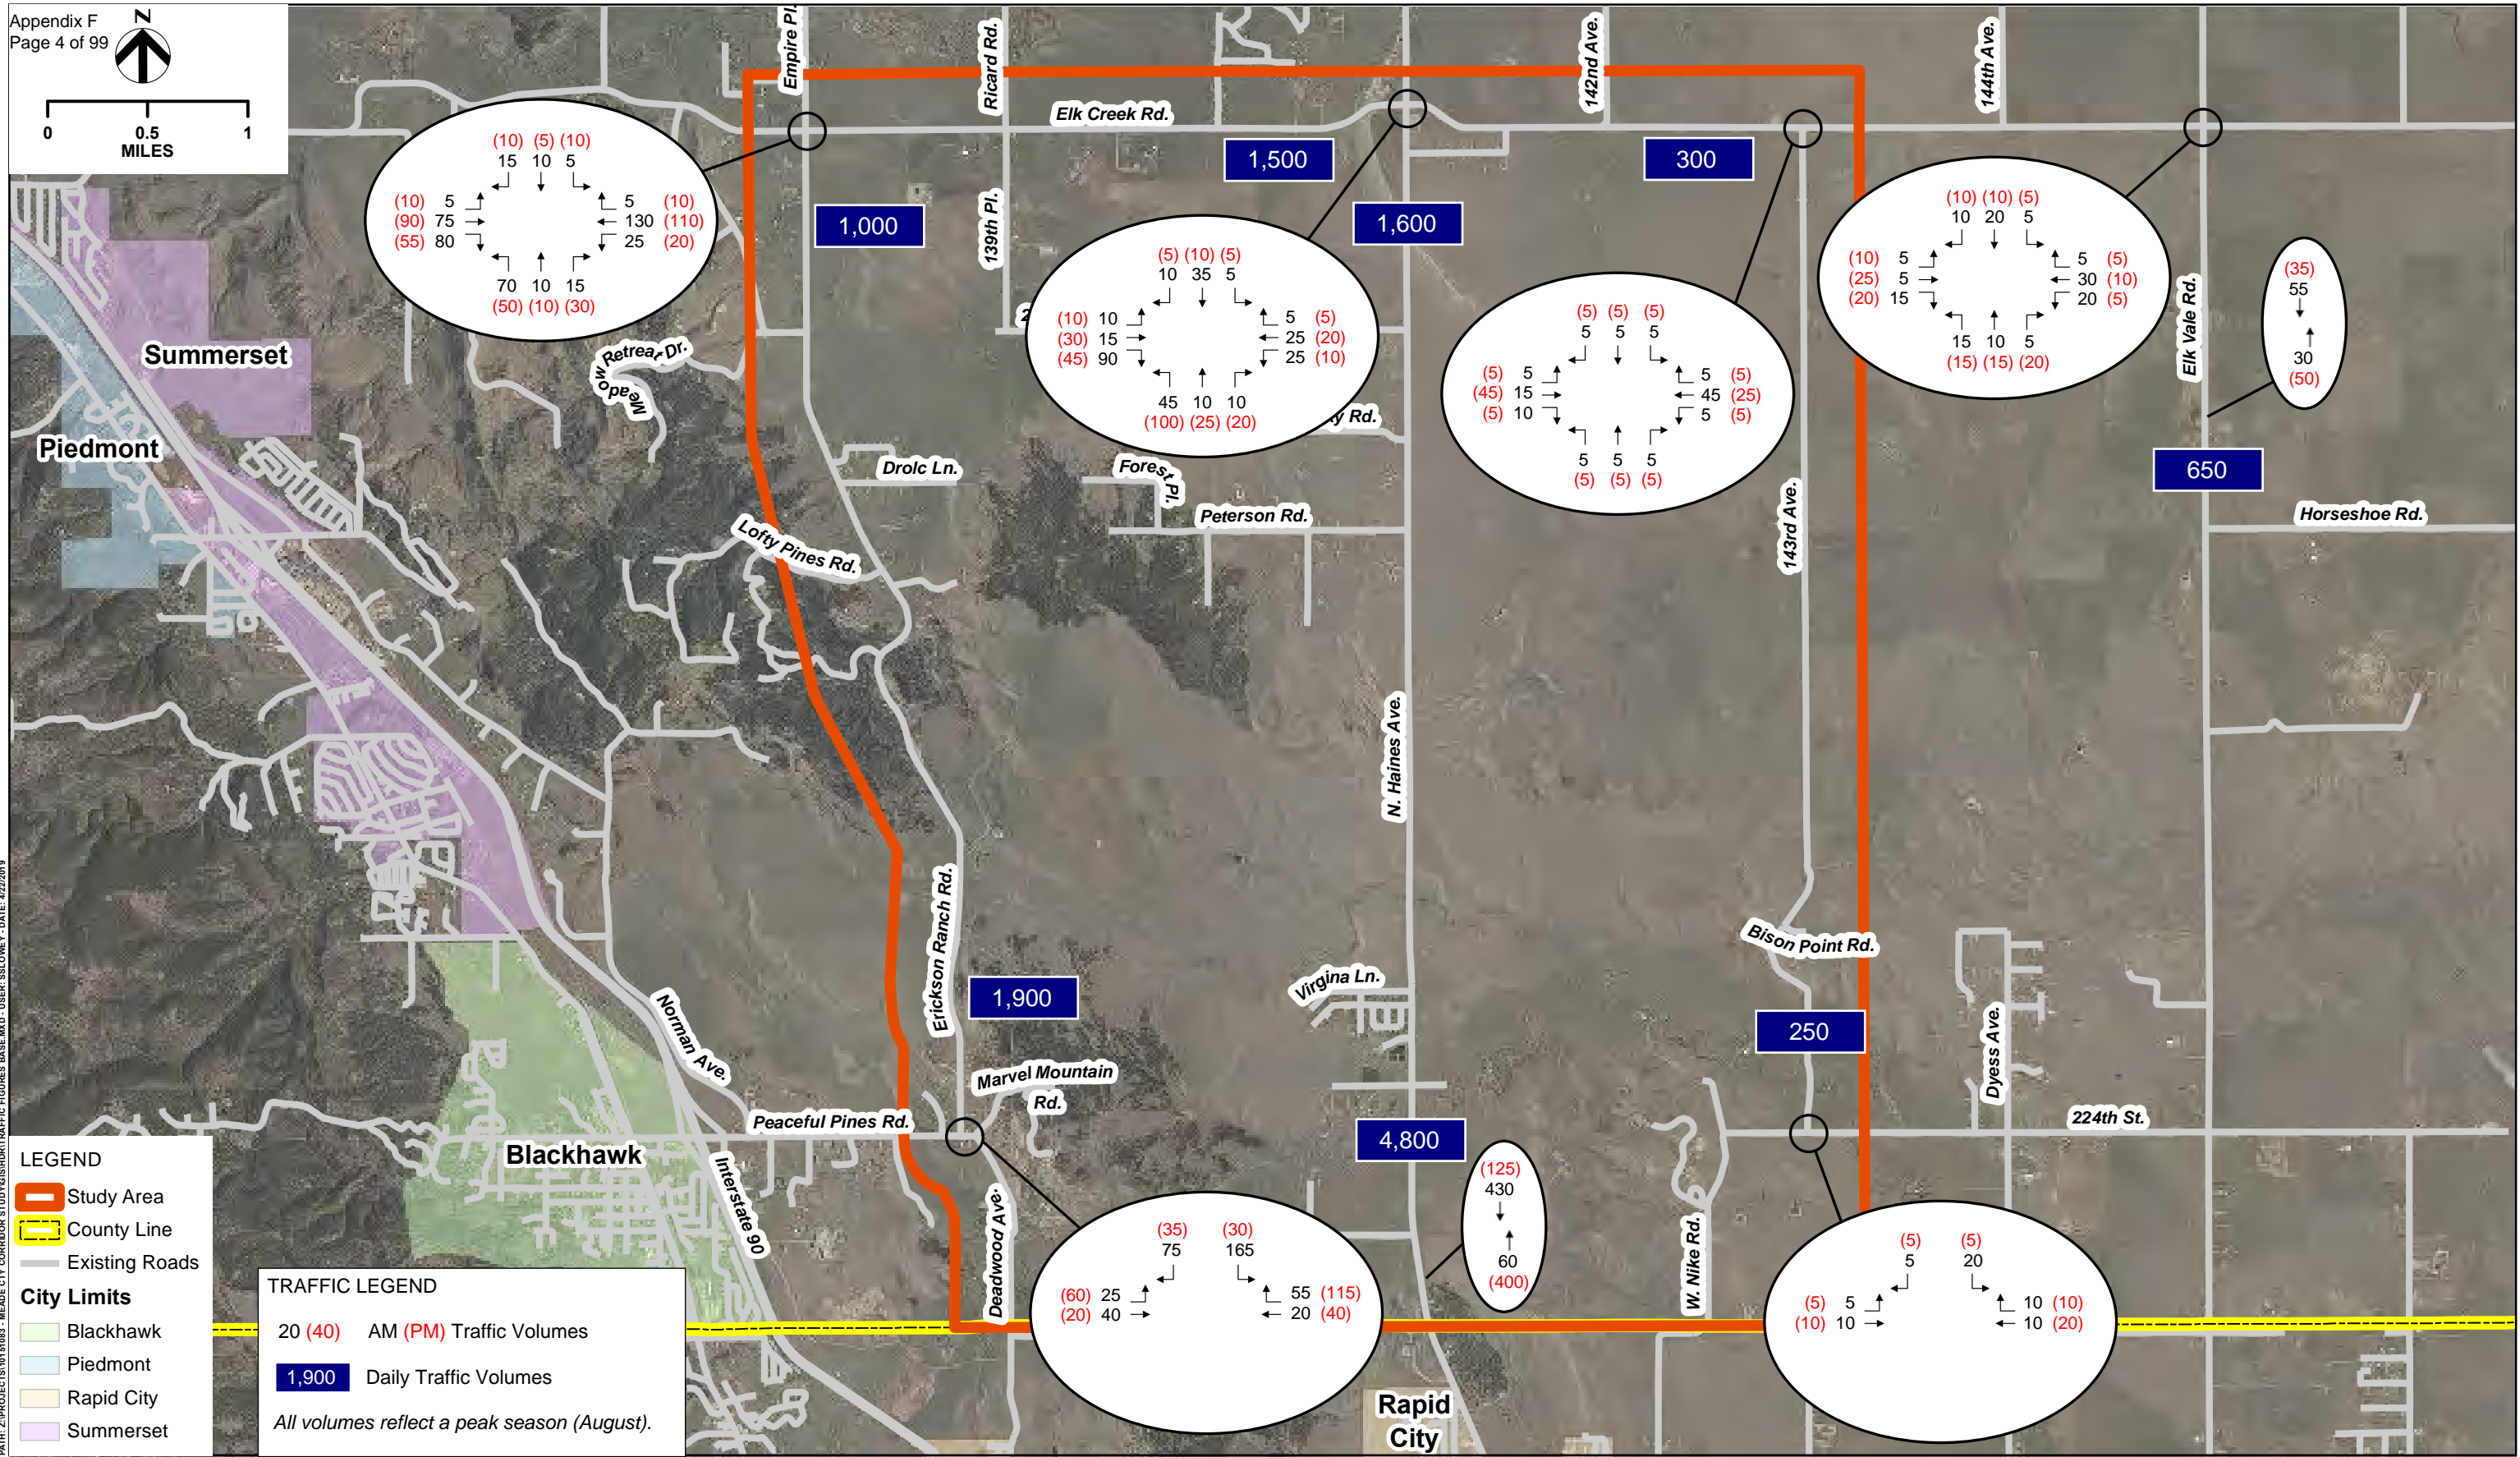 Appendix F
Page 4 of 99
N
0 0.5 1
MILES
Empire Pl.
Ricard Rd.
142nd Ave.
144th Ave.
Elk Creek Rd.
1,500
300
1,000
1,600
139th Pl.
(10) (5) (10)
15 10 5
(10) 5 5 (10)
(90) 75 130 (110)
(55) 80 25 (20)
70 10 15
(50) (10) (30)
(5) (10) (5)
10 35 5
(10) 10 5 (5)
(30) 15 25 (20)
(45) 90 25 (10)
45 10 10
(100) (25) (20)
(5) (5) (5)
5 5 5
(5) 5 5 (5)
(45) 15 45 (25)
(5) 10 5 (5)
5 5 5
(5) (5) (5)
(10) (10) (5)
10 20 5
(10) 5 5 (5)
(25) 5 30 (10)
(20) 15 20 (5)
15 10 5
(15) (15) (20)
Elk Vale Rd.
(35)
55
30
(50)
650
Summerset
Piedmont
Meadow Retreat Dr.
2
ty Rd.
Drolc Ln.
Forest Pl.
Peterson Rd.
Horseshoe Rd.
143rd Ave.
Lofty Pines Rd.
N. Haines Ave.
Erickson Ranch Rd.
Bison Point Rd.
Virgina Ln.
1,900
250
Norman Ave.
Marvel Mountain
Rd.
Dyess Ave.
Peaceful Pines Rd.
224th St.
Blackhawk
4,800
Interstate 90
(125)
430
60
(400)
Deadwood Ave.
W. Nike Rd.
(35) (30)
75 165
(60) 25 55 (115)
(20) 40 20 (40)
(5) (5)
5 20
(5) 5 10 (10)
(10) 10 10 (20)
Rapid
City
LEGEND
Study Area
County Line
Existing Roads
City Limits
Blackhawk
Piedmont
Rapid City
Summerset
TRAFFIC LEGEND
20 (40) AM (PM) Traffic Volumes
1,900 Daily Traffic Volumes
All volumes reflect a peak season (August).